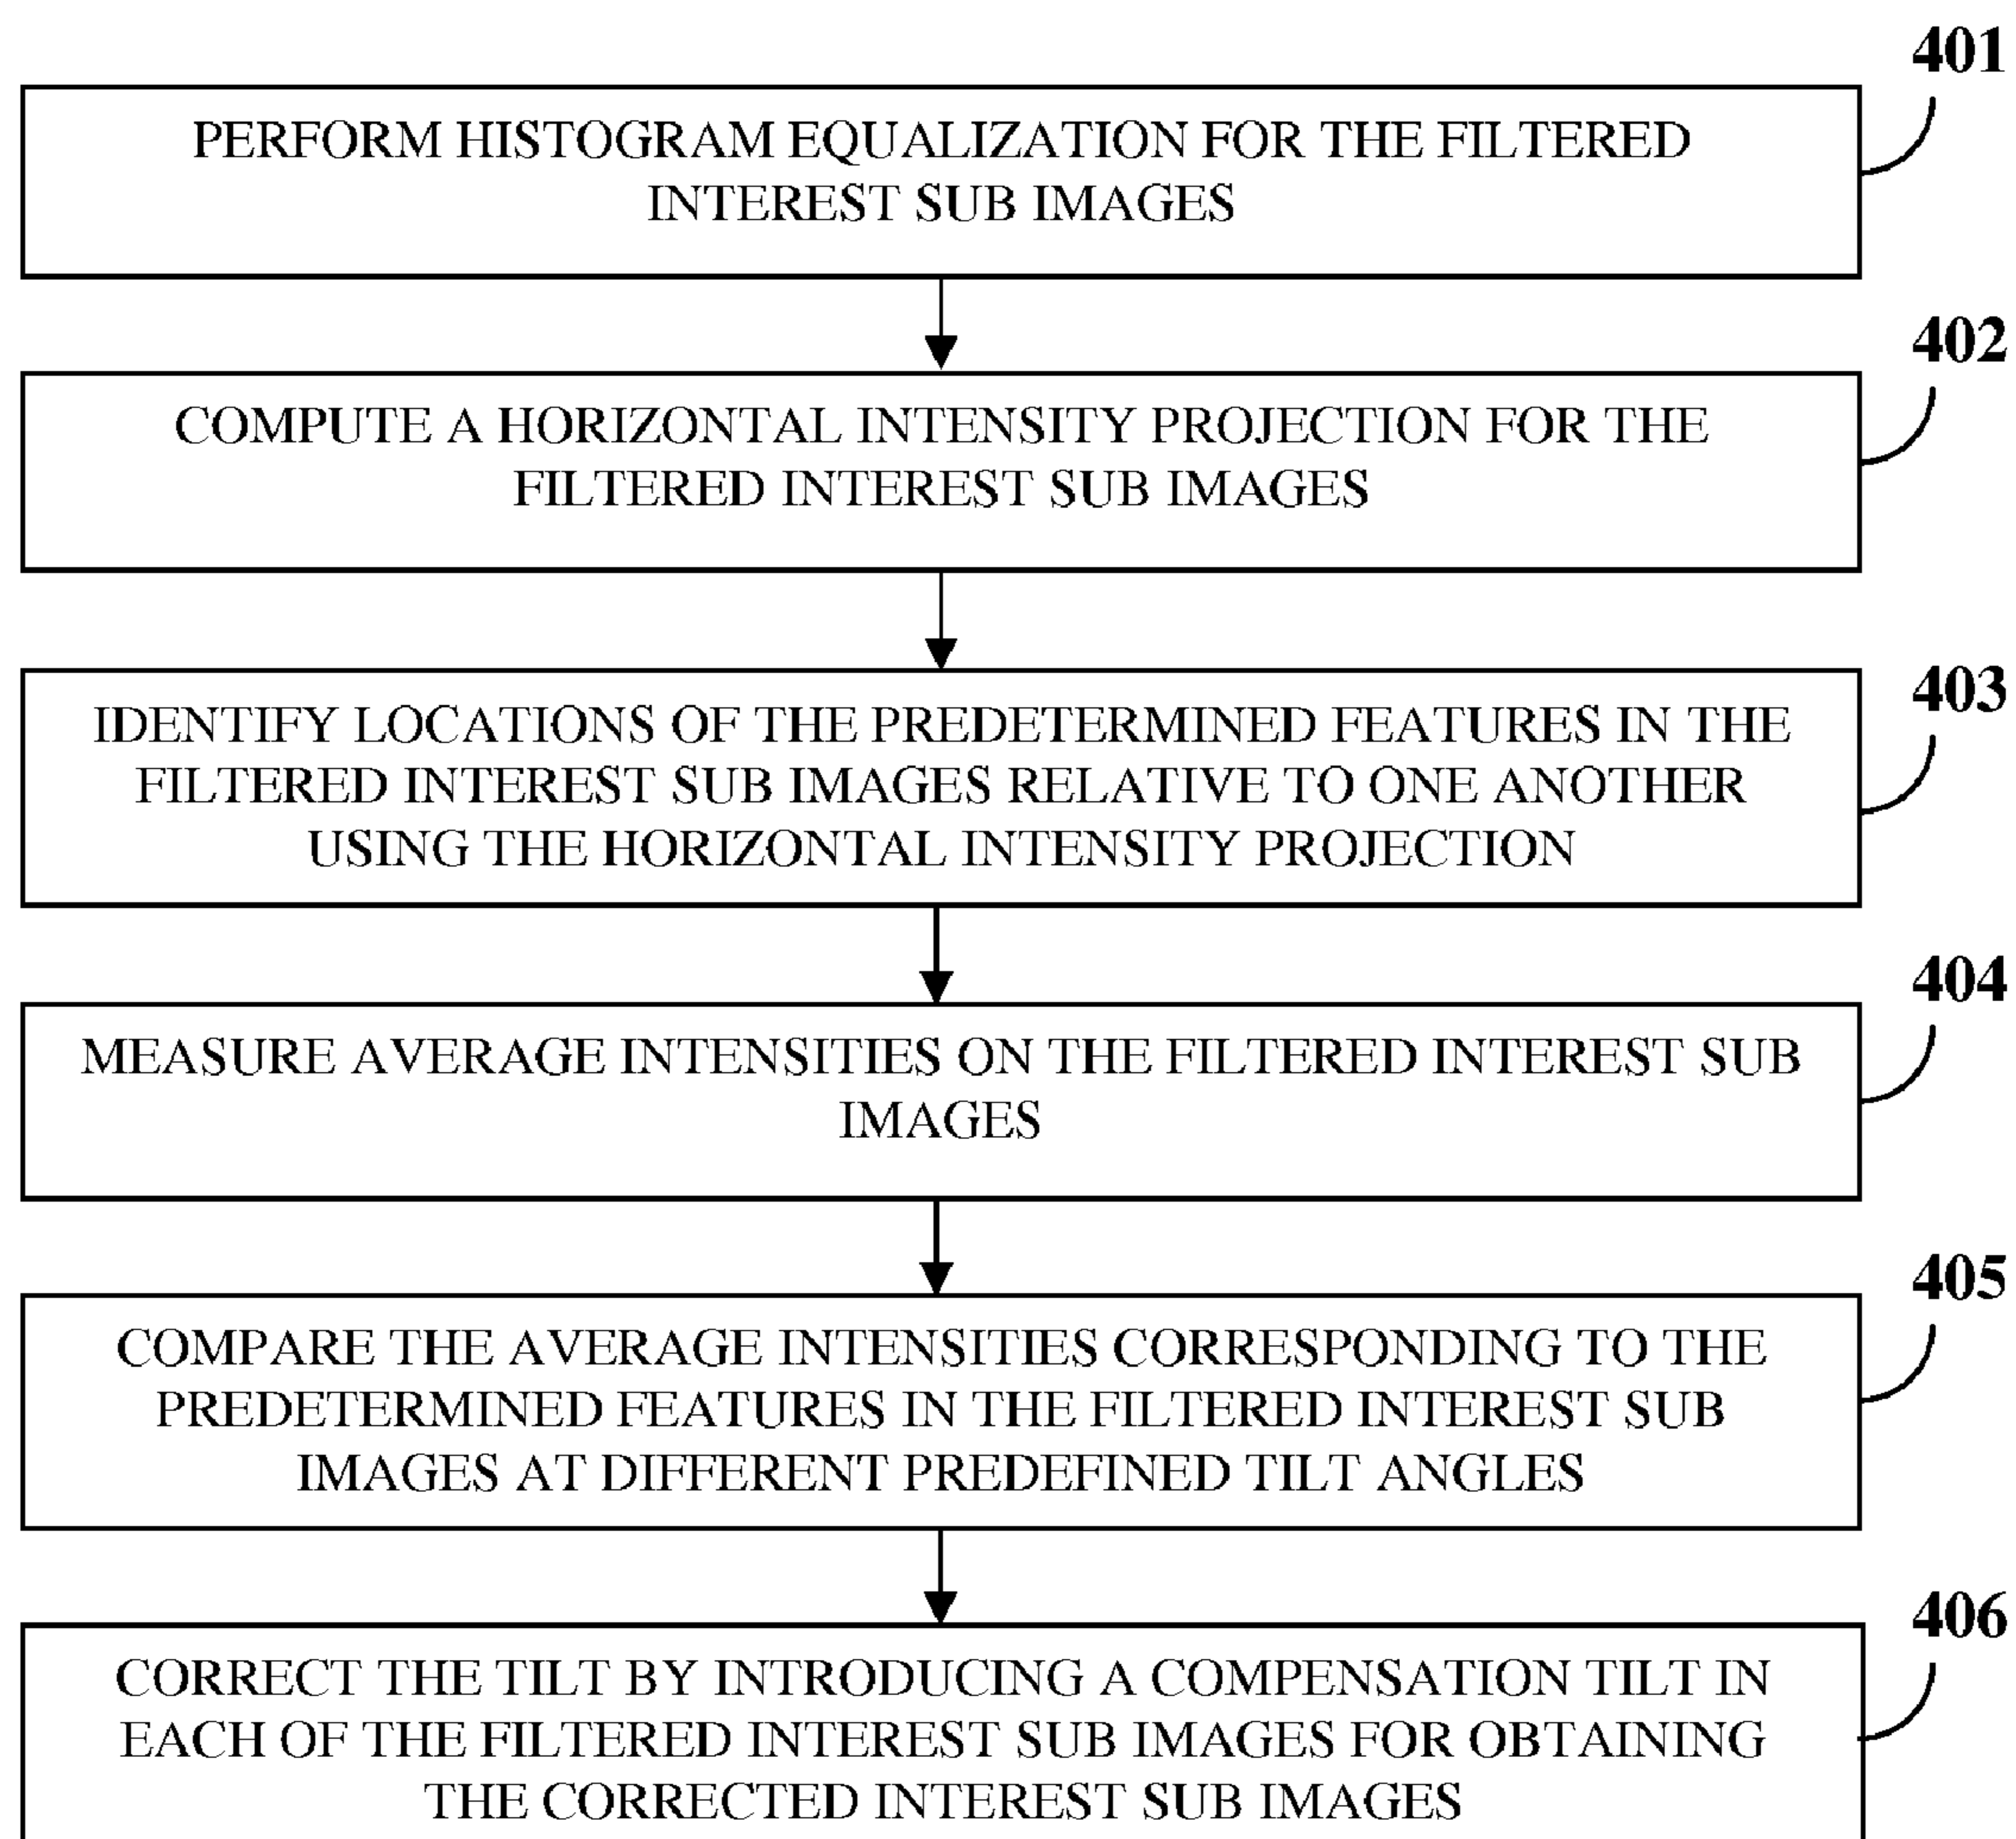 401
PERFORM HISTOGRAM EQUALIZATION FOR THE FILTERED
INTEREST SUB IMAGES
402
COMPUTE A HORIZONTAL INTENSITY PROJECTION FOR THE
FILTERED INTEREST SUB IMAGES
403
IDENTIFY LOCATIONS OF THE PREDETERMINED FEATURES IN THE
FILTERED INTEREST SUB IMAGES RELATIVE TO ONE ANOTHER
USING THE HORIZONTAL INTENSITY PROJECTION
404
MEASURE AVERAGE INTENSITIES ON THE FILTERED INTEREST SUB
IMAGES
405
COMPARE THE AVERAGE INTENSITIES CORRESPONDING TO THE
PREDETERMINED FEATURES IN THE FILTERED INTEREST SUB
IMAGES AT DIFFERENT PREDEFINED TILT ANGLES
406
CORRECT THE TILT BY INTRODUCING A COMPENSATION TILT IN
EACH OF THE FILTERED INTEREST SUB IMAGES FOR OBTAINING
THE CORRECTED INTEREST SUB IMAGES